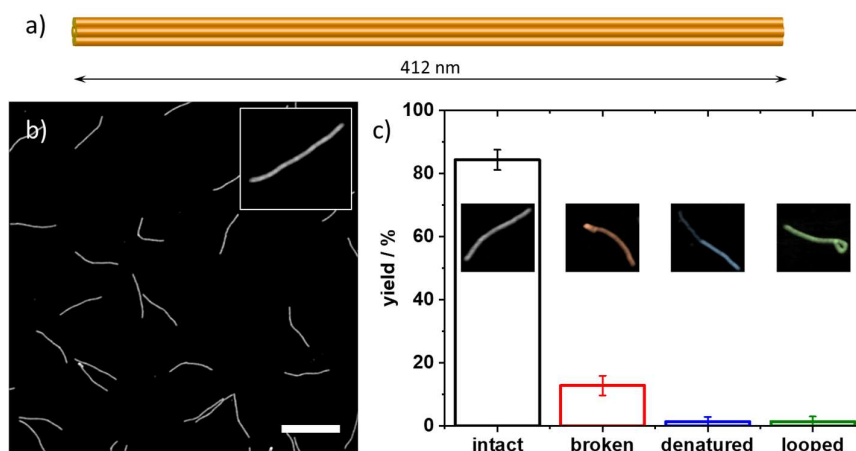 a)
412 nm
b)
c)
100
80
60
40
20
0
yield / %
intact broken denatured looped